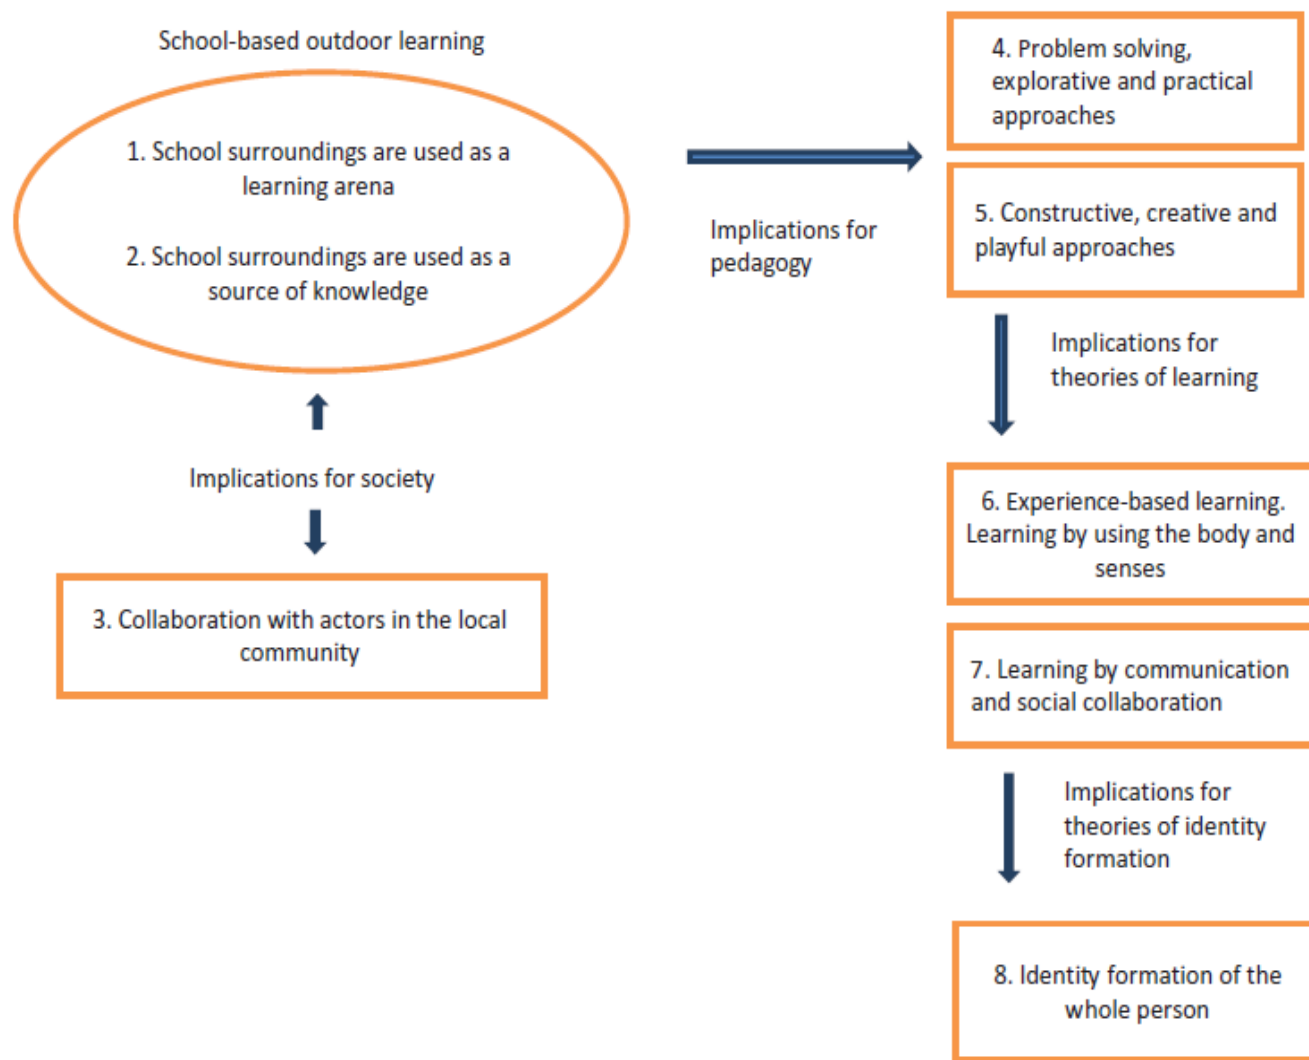 School-based outdoor learning
1. School surroundings are used as a
learning arena
2. School surroundings are used as a
source of knowledge
Implications for society
3. Collaboration with actors in the local
community
Implications for
pedagogy
4. Problem solving,
explorative and practical
approaches
5. Constructive, creative and
playful approaches
Implications for
theories of learning
6. Experience-based learning.
Learning by using the body and
senses
7. Learning by communication
and social collaboration
Implications for
theories of identity
formation
8. Identity formation of the
whole person